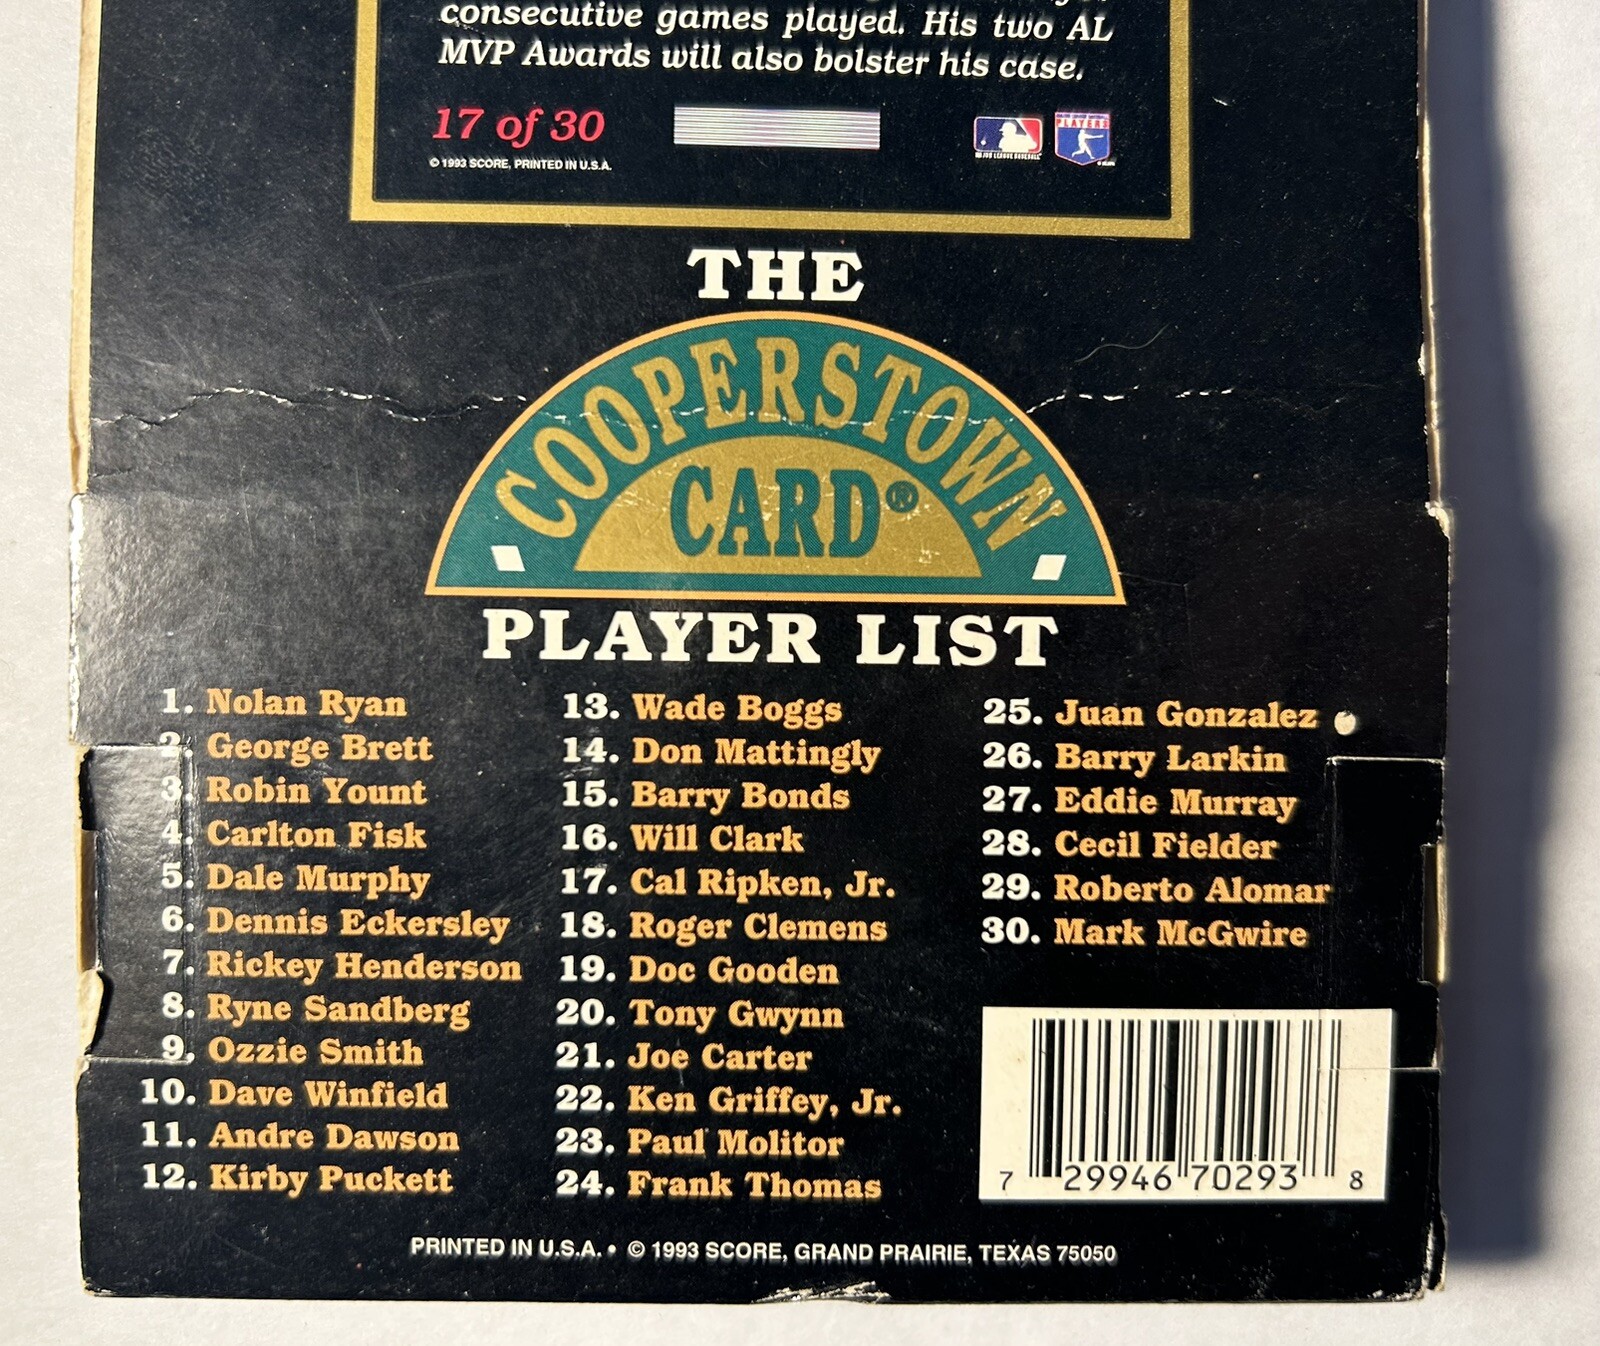 consecutive games played. His two AL
MVP Awards will also bolster his case.
17 of 30
© 1993 SCORE, PRINTED IN U.S.A.
MAJOR LEAGUE BASEBALL
PLAYERS
THE
COOPERSTOWN
CARD®
PLAYER LIST
1. Nolan Ryan
2. George Brett
3. Robin Yount
4. Carlton Fisk
5. Dale Murphy
6. Dennis Eckersley
7. Rickey Henderson
8. Ryne Sandberg
9. Ozzie Smith
10. Dave Winfield
11. Andre Dawson
12. Kirby Puckett
13. Wade Boggs
14. Don Mattingly
15. Barry Bonds
16. Will Clark
17. Cal Ripken, Jr.
18. Roger Clemens
19. Doc Gooden
20. Tony Gwynn
21. Joe Carter
22. Ken Griffey, Jr.
23. Paul Molitor
24. Frank Thomas
25. Juan Gonzalez
26. Barry Larkin
27. Eddie Murray
28. Cecil Fielder
29. Roberto Alomar
30. Mark McGwire
7 29946 70293 8
PRINTED IN U.S.A. • © 1993 SCORE, GRAND PRAIRIE, TEXAS 75050